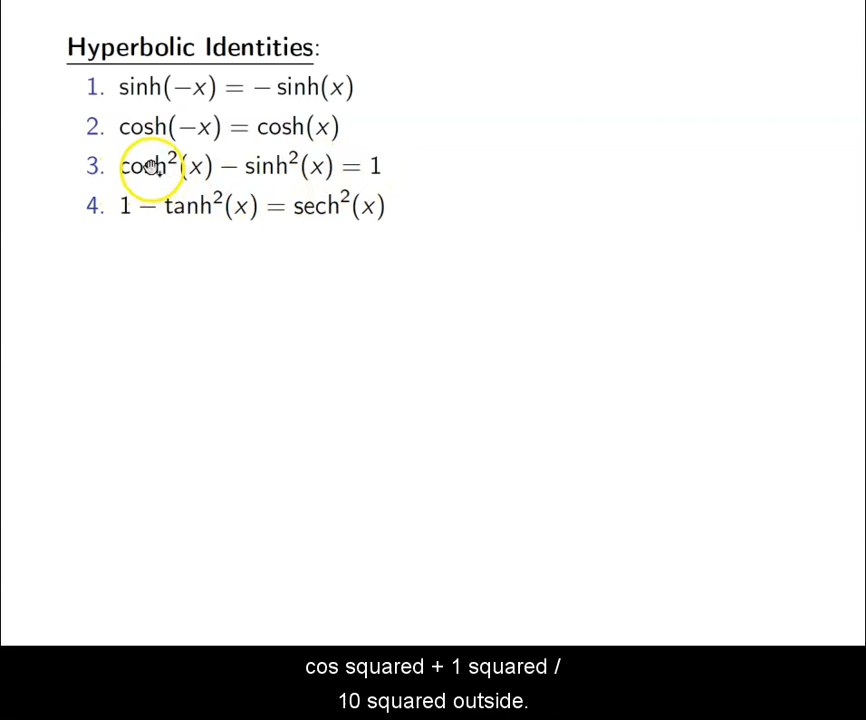 Hyperbolic Identities:
1. sinh(−x) = − sinh(x)
2. cosh(−x) = cosh(x)
3. cosh²(x) − sinh²(x) = 1
4. 1 − tanh²(x) = sech²(x)
cos squared + 1 squared /
10 squared outside.